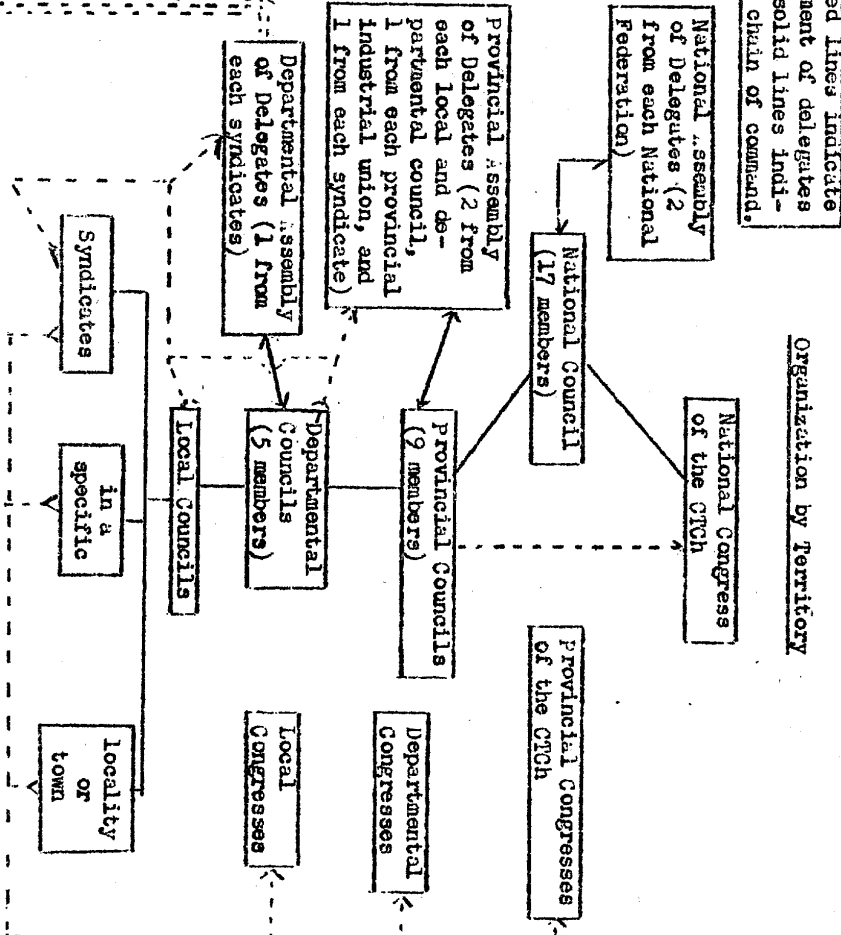 ed lines indicate
ment of delegates
solid lines indi-
chain of command.
Organization by Territory
National Assembly
of Delegates (2
from each National
Federation)
National Congress
of the CTCh
National Council
(17 members)
Provincial Congresses
of the CTCh
Provincial Assembly
of Delegates (2 from
each local and de-
partmental council,
1 from each provincial
industrial union, and
1 from each syndicate)
Provincial Councils
(9 members)
Departmental
Congresses
Departmental Assembly
of Delegates (1 from
each syndicates)
Departmental
Councils
(5 members)
Local
Congresses
Local Councils
Syndicates
in a
specific
locality
or
town